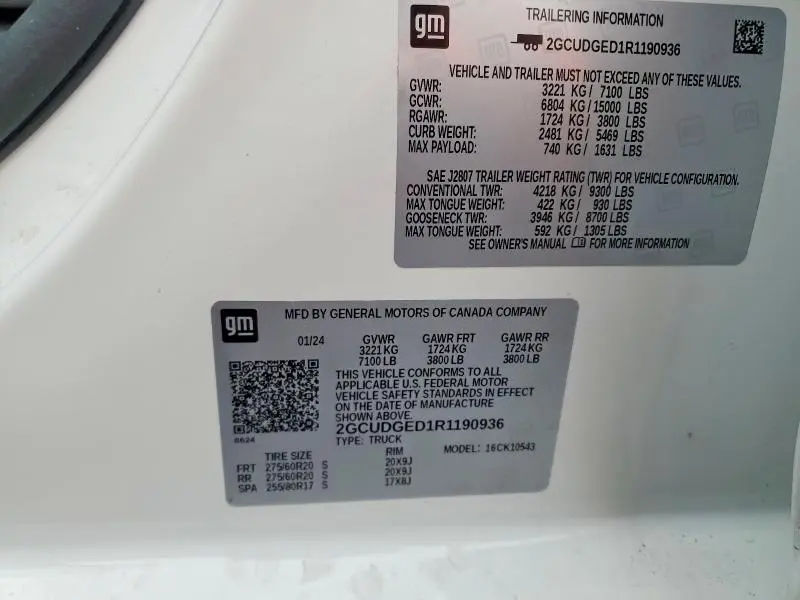 gm
TRAILERING INFORMATION
2GCUDGED1R1190936
VEHICLE AND TRAILER MUST NOT EXCEED ANY OF THESE VALUES.
GVWR: 3221 KG / 7100 LBS
GCWR: 6804 KG / 15000 LBS
RGAWR: 1724 KG / 3800 LBS
CURB WEIGHT: 2481 KG / 5469 LBS
MAX PAYLOAD: 740 KG / 1631 LBS
SAE J2807 TRAILER WEIGHT RATING (TWR) FOR VEHICLE CONFIGURATION.
CONVENTIONAL TWR: 4218 KG / 9300 LBS
MAX TONGUE WEIGHT: 422 KG / 930 LBS
GOOSENECK TWR: 3946 KG / 8700 LBS
MAX TONGUE WEIGHT: 592 KG / 1305 LBS
SEE OWNER'S MANUAL FOR MORE INFORMATION
gm
MFD BY GENERAL MOTORS OF CANADA COMPANY
01/24 GVWR GAWR FRT GAWR RR
3221 KG 1724 KG 1724 KG
7100 LB 3800 LB 3800 LB
THIS VEHICLE CONFORMS TO ALL
APPLICABLE U.S. FEDERAL MOTOR
VEHICLE SAFETY STANDARDS IN EFFECT
ON THE DATE OF MANUFACTURE
SHOWN ABOVE.
2GCUDGED1R1190936
8624
TYPE: TRUCK
MODEL: 16CK10543
TIRE SIZE RIM
FRT 275/60R20 S 20X9J
RR 275/60R20 S 20X9J
SPA 255/80R17 S 17X8J